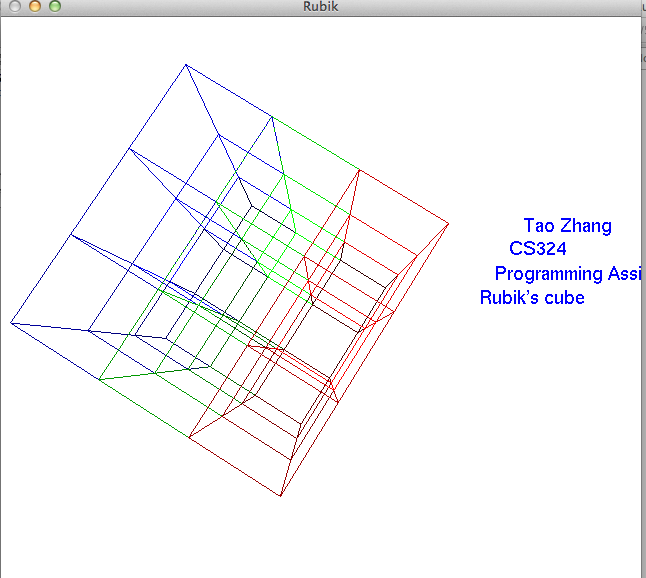 Rubik
Tao Zhang
CS324
Programming Assi
Rubik's cube